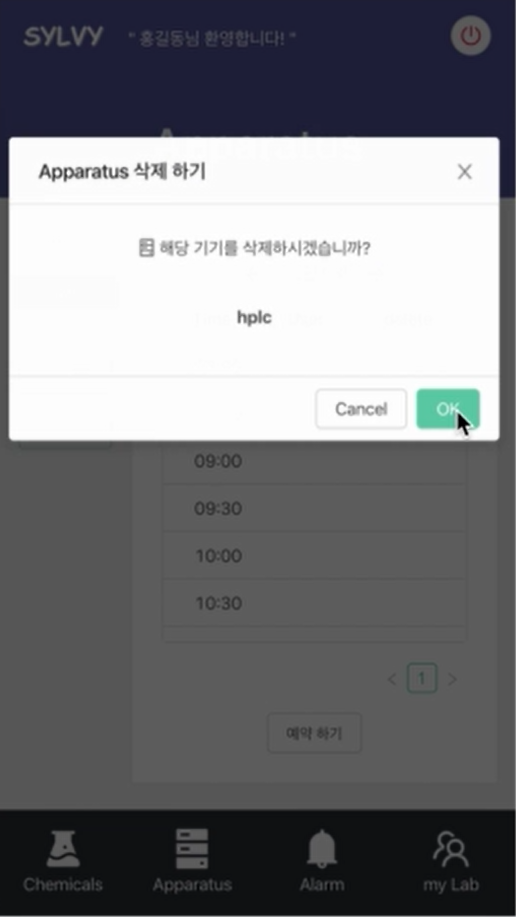 SYLVY
" 홍길동님 환영합니다! "
Apparatus
Apparatus 삭제 하기
해당 기기를 삭제하시겠습니까?
hplc
Cancel
OK
09:00
09:30
10:00
10:30
< 1 >
예약 하기
Chemicals
Apparatus
Alarm
my Lab